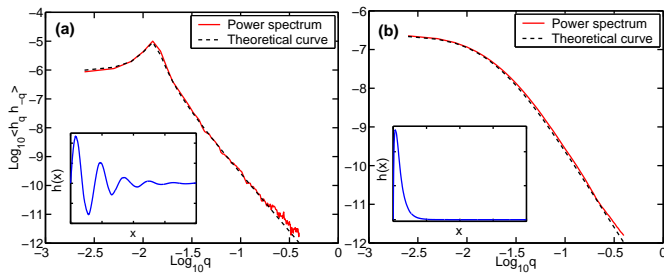 (a)
Power spectrum
Theoretical curve
Log10<hq h-q>
-4
-5
-6
-7
-8
-9
-10
-11
-12
h(x)
x
-3 -2.5 -2 -1.5 -1 -0.5 0
Log10q
(b)
Power spectrum
Theoretical curve
-6
-7
-8
-9
-10
-11
-12
h(x)
x
-3 -2.5 -2 -1.5 -1 -0.5 0
Log10q